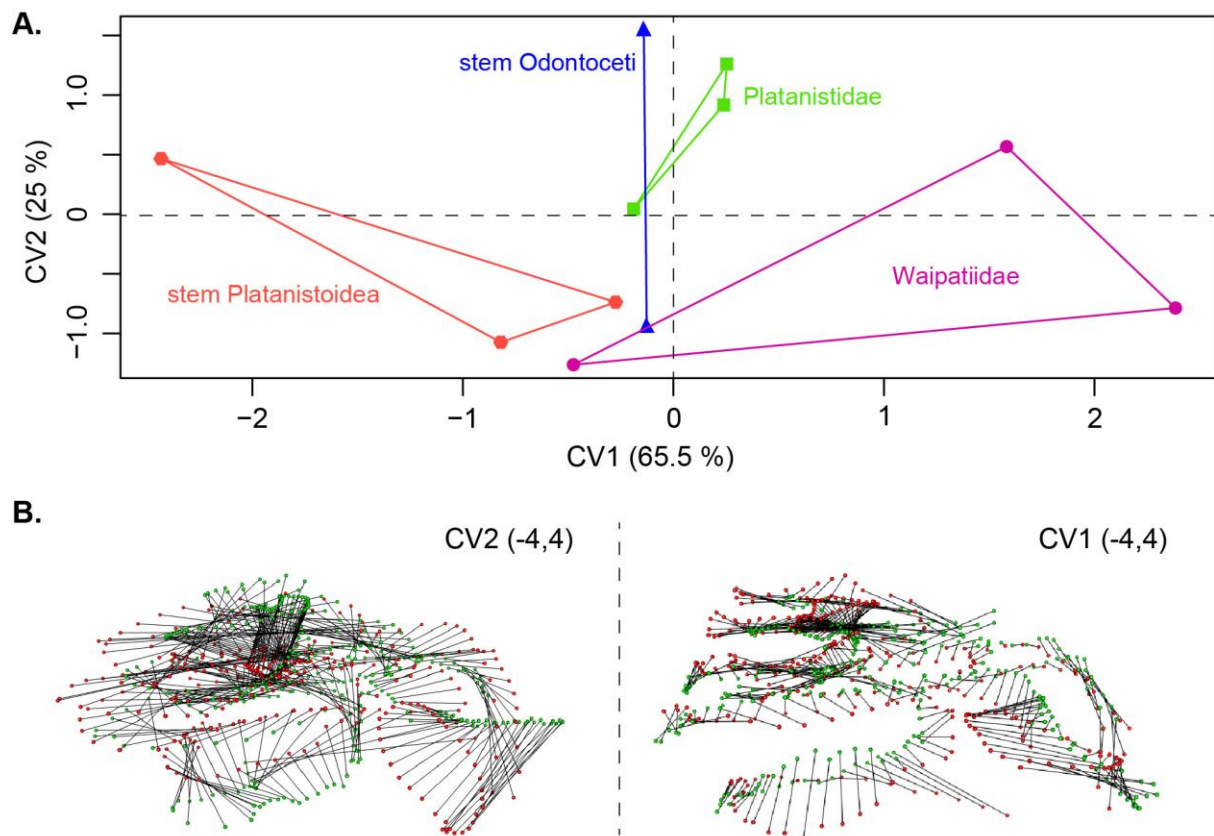 A.
stem Odontoceti
Platanistidae
Waipatiidae
stem Platanistoidea
CV2 (25 %)
1.0
0
−1.0
−2
−1
0
1
2
CV1 (65.5 %)
B.
CV2 (-4,4)
CV1 (-4,4)